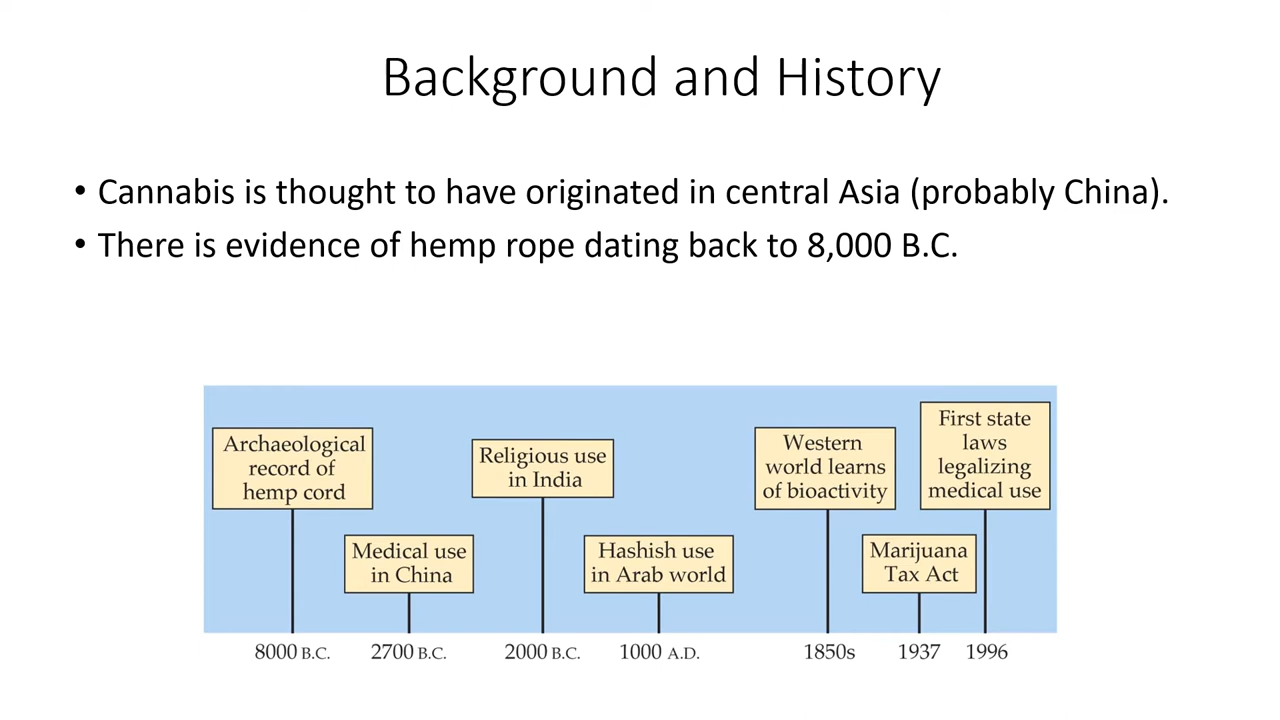 Background and History
• Cannabis is thought to have originated in central Asia (probably China).
• There is evidence of hemp rope dating back to 8,000 B.C.
Archaeological
record of
hemp cord
Medical use
in China
Religious use
in India
Hashish use
in Arab world
Western
world learns
of bioactivity
Marijuana
Tax Act
First state
laws
legalizing
medical use
8000 B.C.
2700 B.C.
2000 B.C.
1000 A.D.
1850s
1937
1996